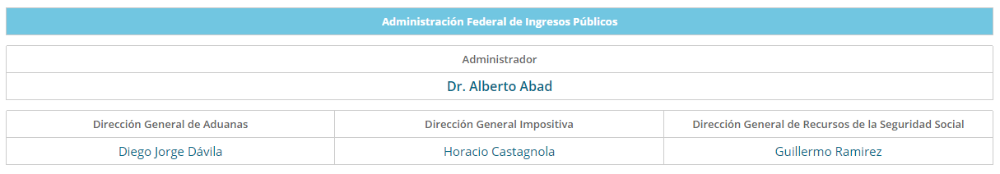 Administración Federal de Ingresos Públicos
Administrador
Dr. Alberto Abad
Dirección General de Aduanas
Dirección General Impositiva
Dirección General de Recursos de la Seguridad Social
Diego Jorge Dávila
Horacio Castagnola
Guillermo Ramirez